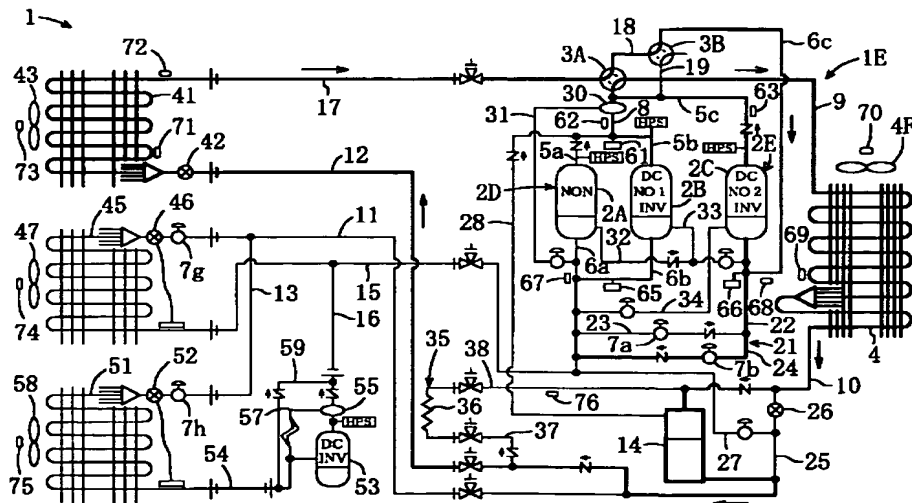 1
72
18
3B
6c
3A
1E
43
41
19
17
30
63
9
31
8
5c
70
4R
71
42
62
HPS
5b
73
12
61
HPS
5a
HPS
2C
2E
46
2D
NON
2A
DC
NO 1
INV
2B
DC
NO 2
INV
45
11
47
28
33
69
7g
32
6a
6b
67
15
65
66
68
74
13
16
34
22
23
7a
21
4
51
52
59
35
38
7b
24
10
58
55
7h
57
36
76
26
HPS
37
14
DC
INV
53
27
25
75
54